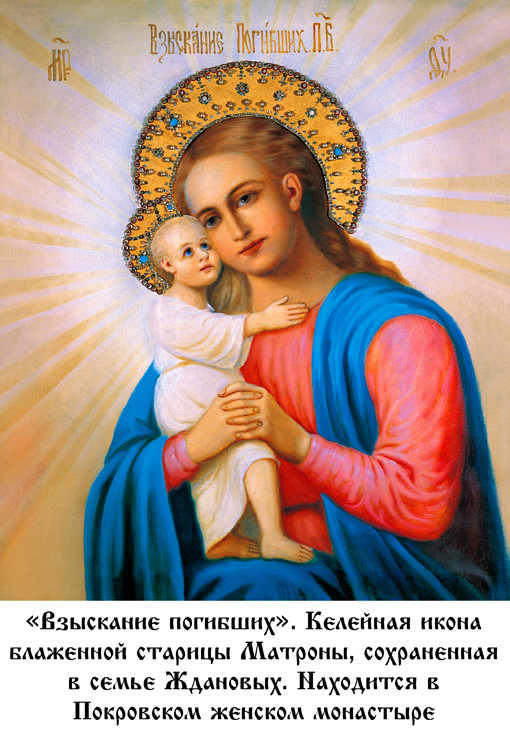 Взыска́ние Поги́бших П.Б.
МР ѲУ
«Взыскание погибших». Келейная икона
блаженной старицы Матроны, сохраненная
в семье Ждановых. Находится в
Покровском женском монастыре